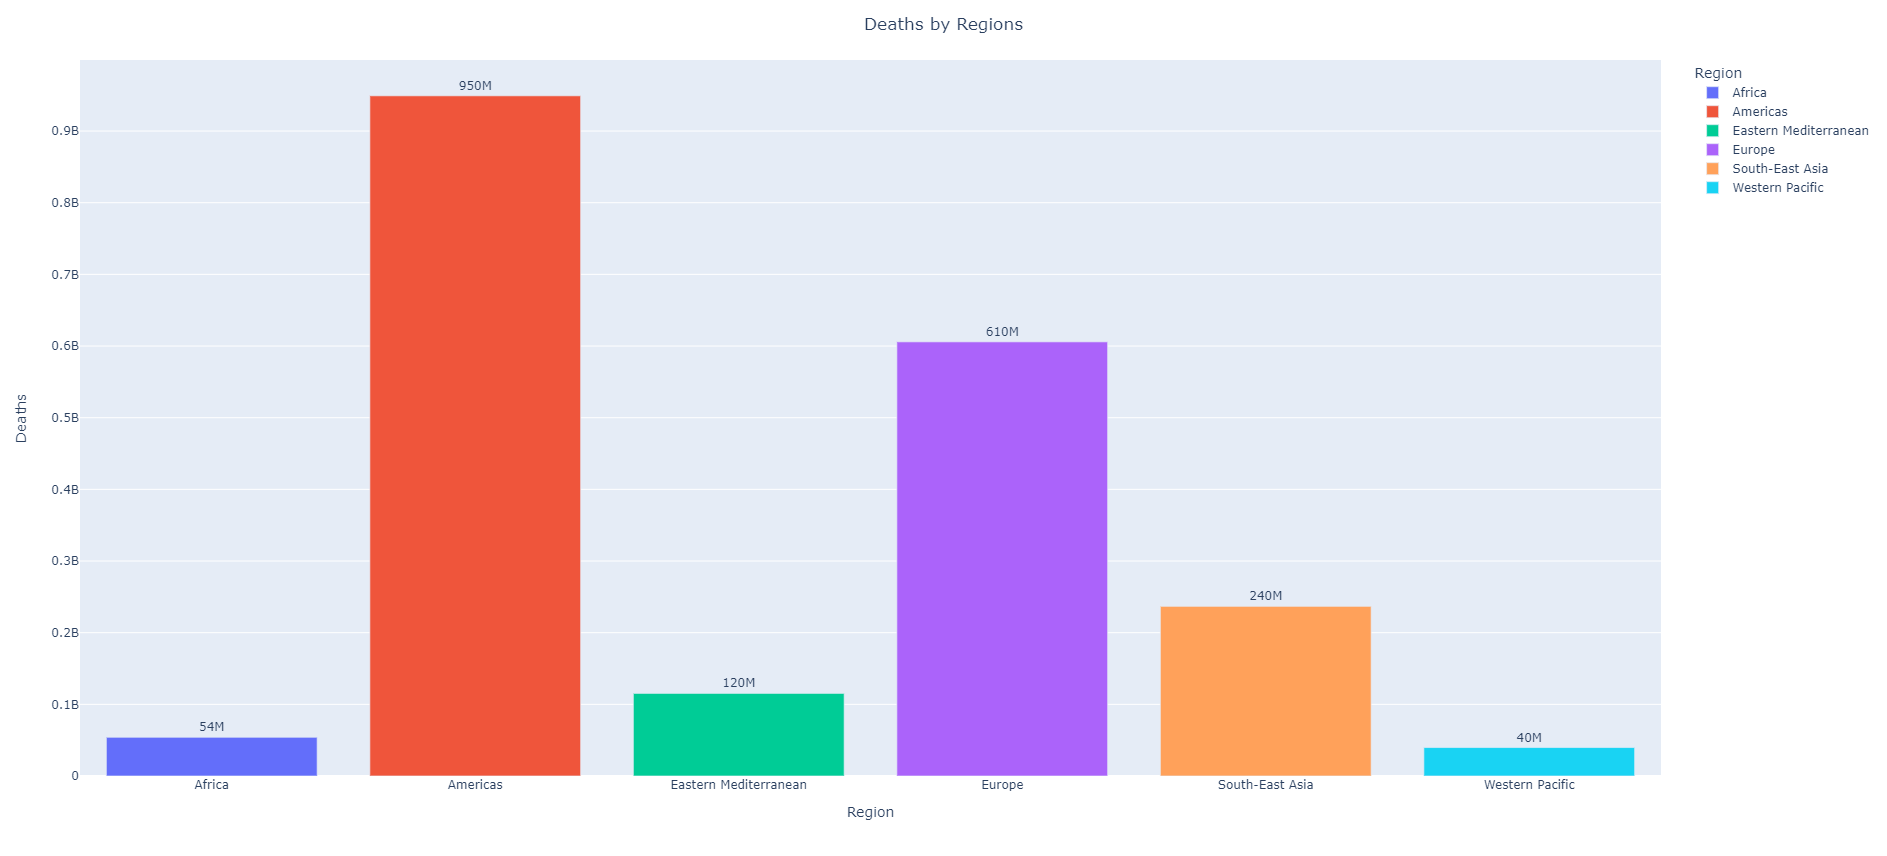 Deaths by Regions
Region
Africa
Americas
Eastern Mediterranean
Europe
South-East Asia
Western Pacific
Deaths
0.9B
0.8B
0.7B
0.6B
0.5B
0.4B
0.3B
0.2B
0.1B
0
54M
950M
120M
610M
240M
40M
Africa
Americas
Eastern Mediterranean
Europe
South-East Asia
Western Pacific
Region